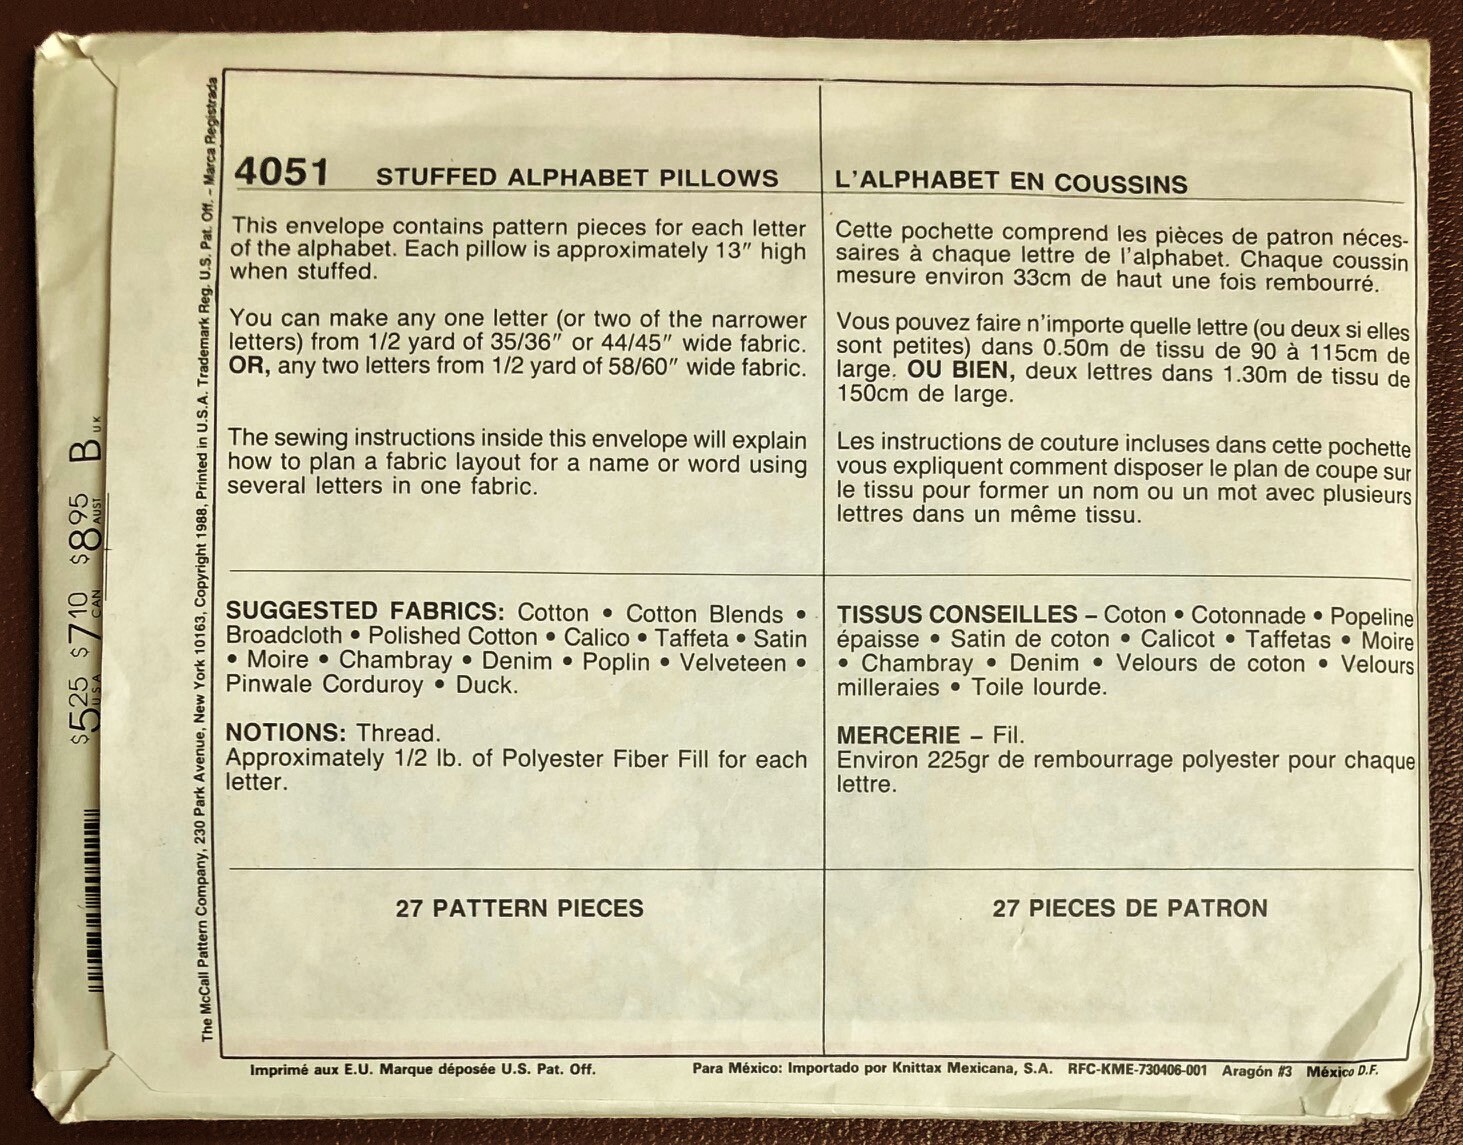 4051 STUFFED ALPHABET PILLOWS
This envelope contains pattern pieces for each letter
of the alphabet. Each pillow is approximately 13" high
when stuffed.
You can make any one letter (or two of the narrower
letters) from 1/2 yard of 35/36" or 44/45" wide fabric.
OR, any two letters from 1/2 yard of 58/60" wide fabric.
The sewing instructions inside this envelope will explain
how to plan a fabric layout for a name or word using
several letters in one fabric.
SUGGESTED FABRICS: Cotton • Cotton Blends •
Broadcloth • Polished Cotton • Calico • Taffeta • Satin
• Moire • Chambray • Denim • Poplin • Velveteen •
Pinwale Corduroy • Duck.
NOTIONS: Thread.
Approximately 1/2 lb. of Polyester Fiber Fill for each
letter.
27 PATTERN PIECES
L'ALPHABET EN COUSSINS
Cette pochette comprend les pièces de patron néces-
saires à chaque lettre de l'alphabet. Chaque coussin
mesure environ 33cm de haut une fois rembourré.
Vous pouvez faire n'importe quelle lettre (ou deux si elles
sont petites) dans 0.50m de tissu de 90 à 115cm de
large. OU BIEN, deux lettres dans 1.30m de tissu de
150cm de large.
Les instructions de couture incluses dans cette pochette
vous expliquent comment disposer le plan de coupe sur
le tissu pour former un nom ou un mot avec plusieurs
lettres dans un même tissu.
TISSUS CONSEILLES – Coton • Cotonnade • Popeline
épaisse • Satin de coton • Calicot • Taffetas • Moire
• Chambray • Denim • Velours de coton • Velours
milleraies • Toile lourde.
MERCERIE – Fil.
Environ 225gr de rembourrage polyester pour chaque
lettre.
27 PIECES DE PATRON
Imprimé aux E.U. Marque déposée U.S. Pat. Off.
Para México: Importado por Knittax Mexicana, S.A. RFC-KME-730406-001 Aragón #3 México D.F.
The McCall Pattern Company, 230 Park Avenue, New York 10163, Copyright 1988, Printed in U.S.A. Trademark Reg. U.S. Pat. Off. – Marca Registrada
$525 USA $710 CAN $895 AUST B UK